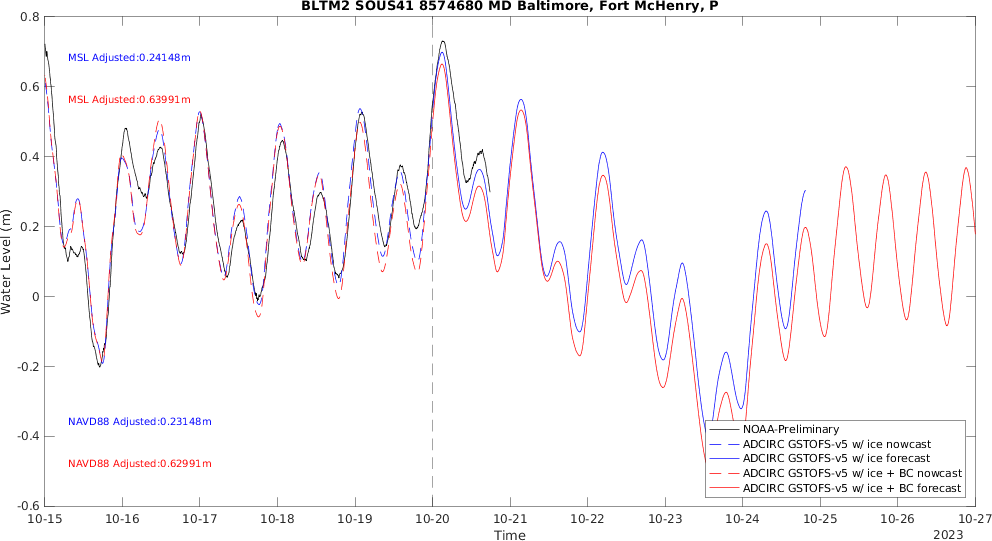 BLTM2 SOUS41 8574680 MD Baltimore, Fort McHenry, P
0.8
0.6
0.4
0.2
0
-0.2
-0.4
-0.6
Water Level (m)
MSL Adjusted:0.24148m
MSL Adjusted:0.63991m
NAVD88 Adjusted:0.23148m
NAVD88 Adjusted:0.62991m
NOAA-Preliminary
ADCIRC GSTOFS-v5 w/ ice nowcast
ADCIRC GSTOFS-v5 w/ ice forecast
ADCIRC GSTOFS-v5 w/ ice + BC nowcast
ADCIRC GSTOFS-v5 w/ ice + BC forecast
10-15 10-16 10-17 10-18 10-19 10-20 10-21 10-22 10-23 10-24 10-25 10-26 10-27
Time
2023